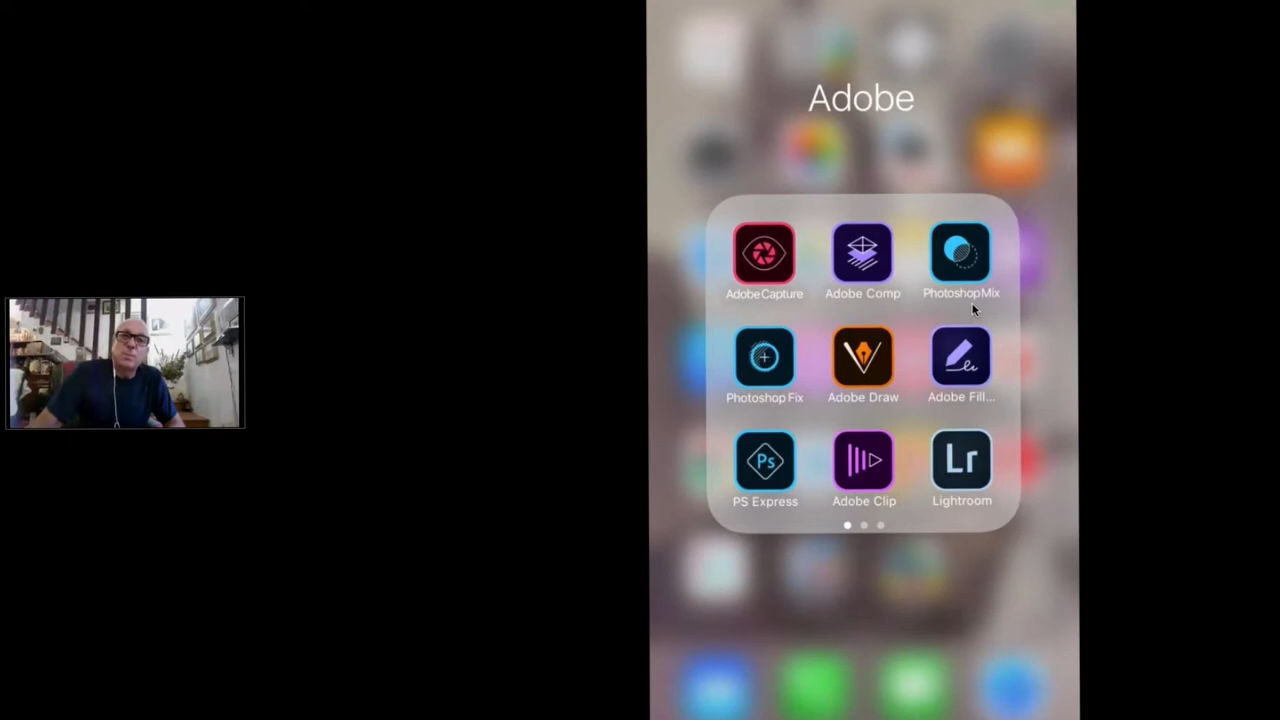 Adobe
Adobe Capture
Adobe Comp
Photoshop Mix
Photoshop Fix
Adobe Draw
Adobe Fill...
Ps
Lr
PS Express
Adobe Clip
Lightroom